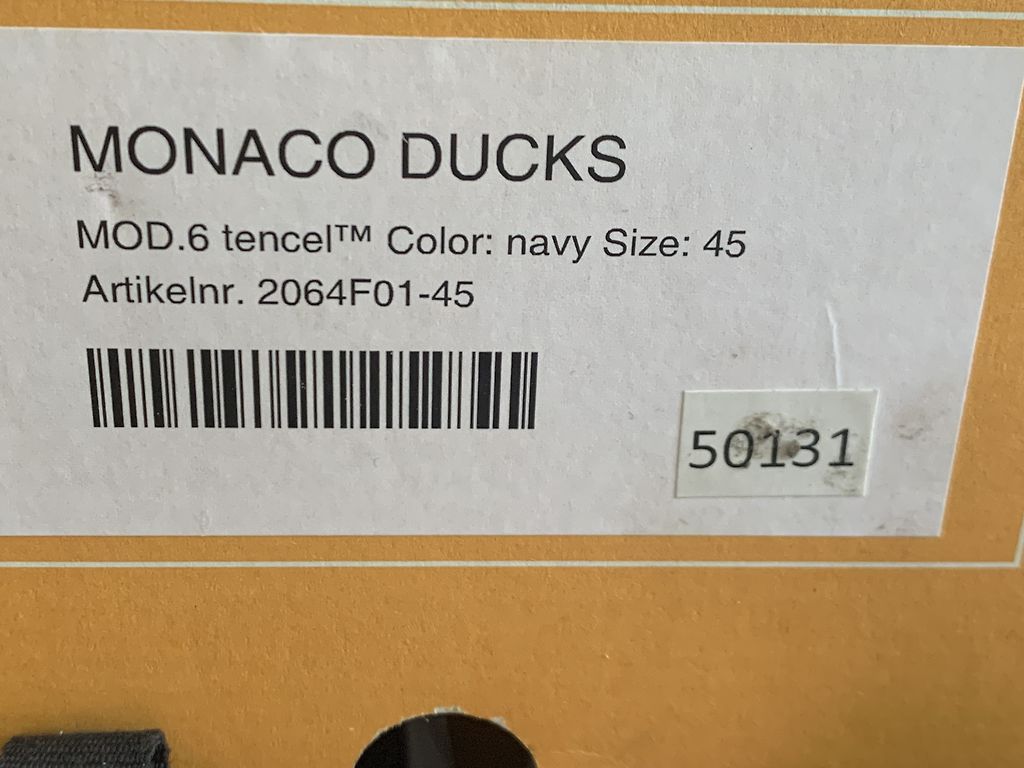 MONACO DUCKS
MOD.6 tencel™ Color: navy Size: 45
Artikelnr. 2064F01-45
50131